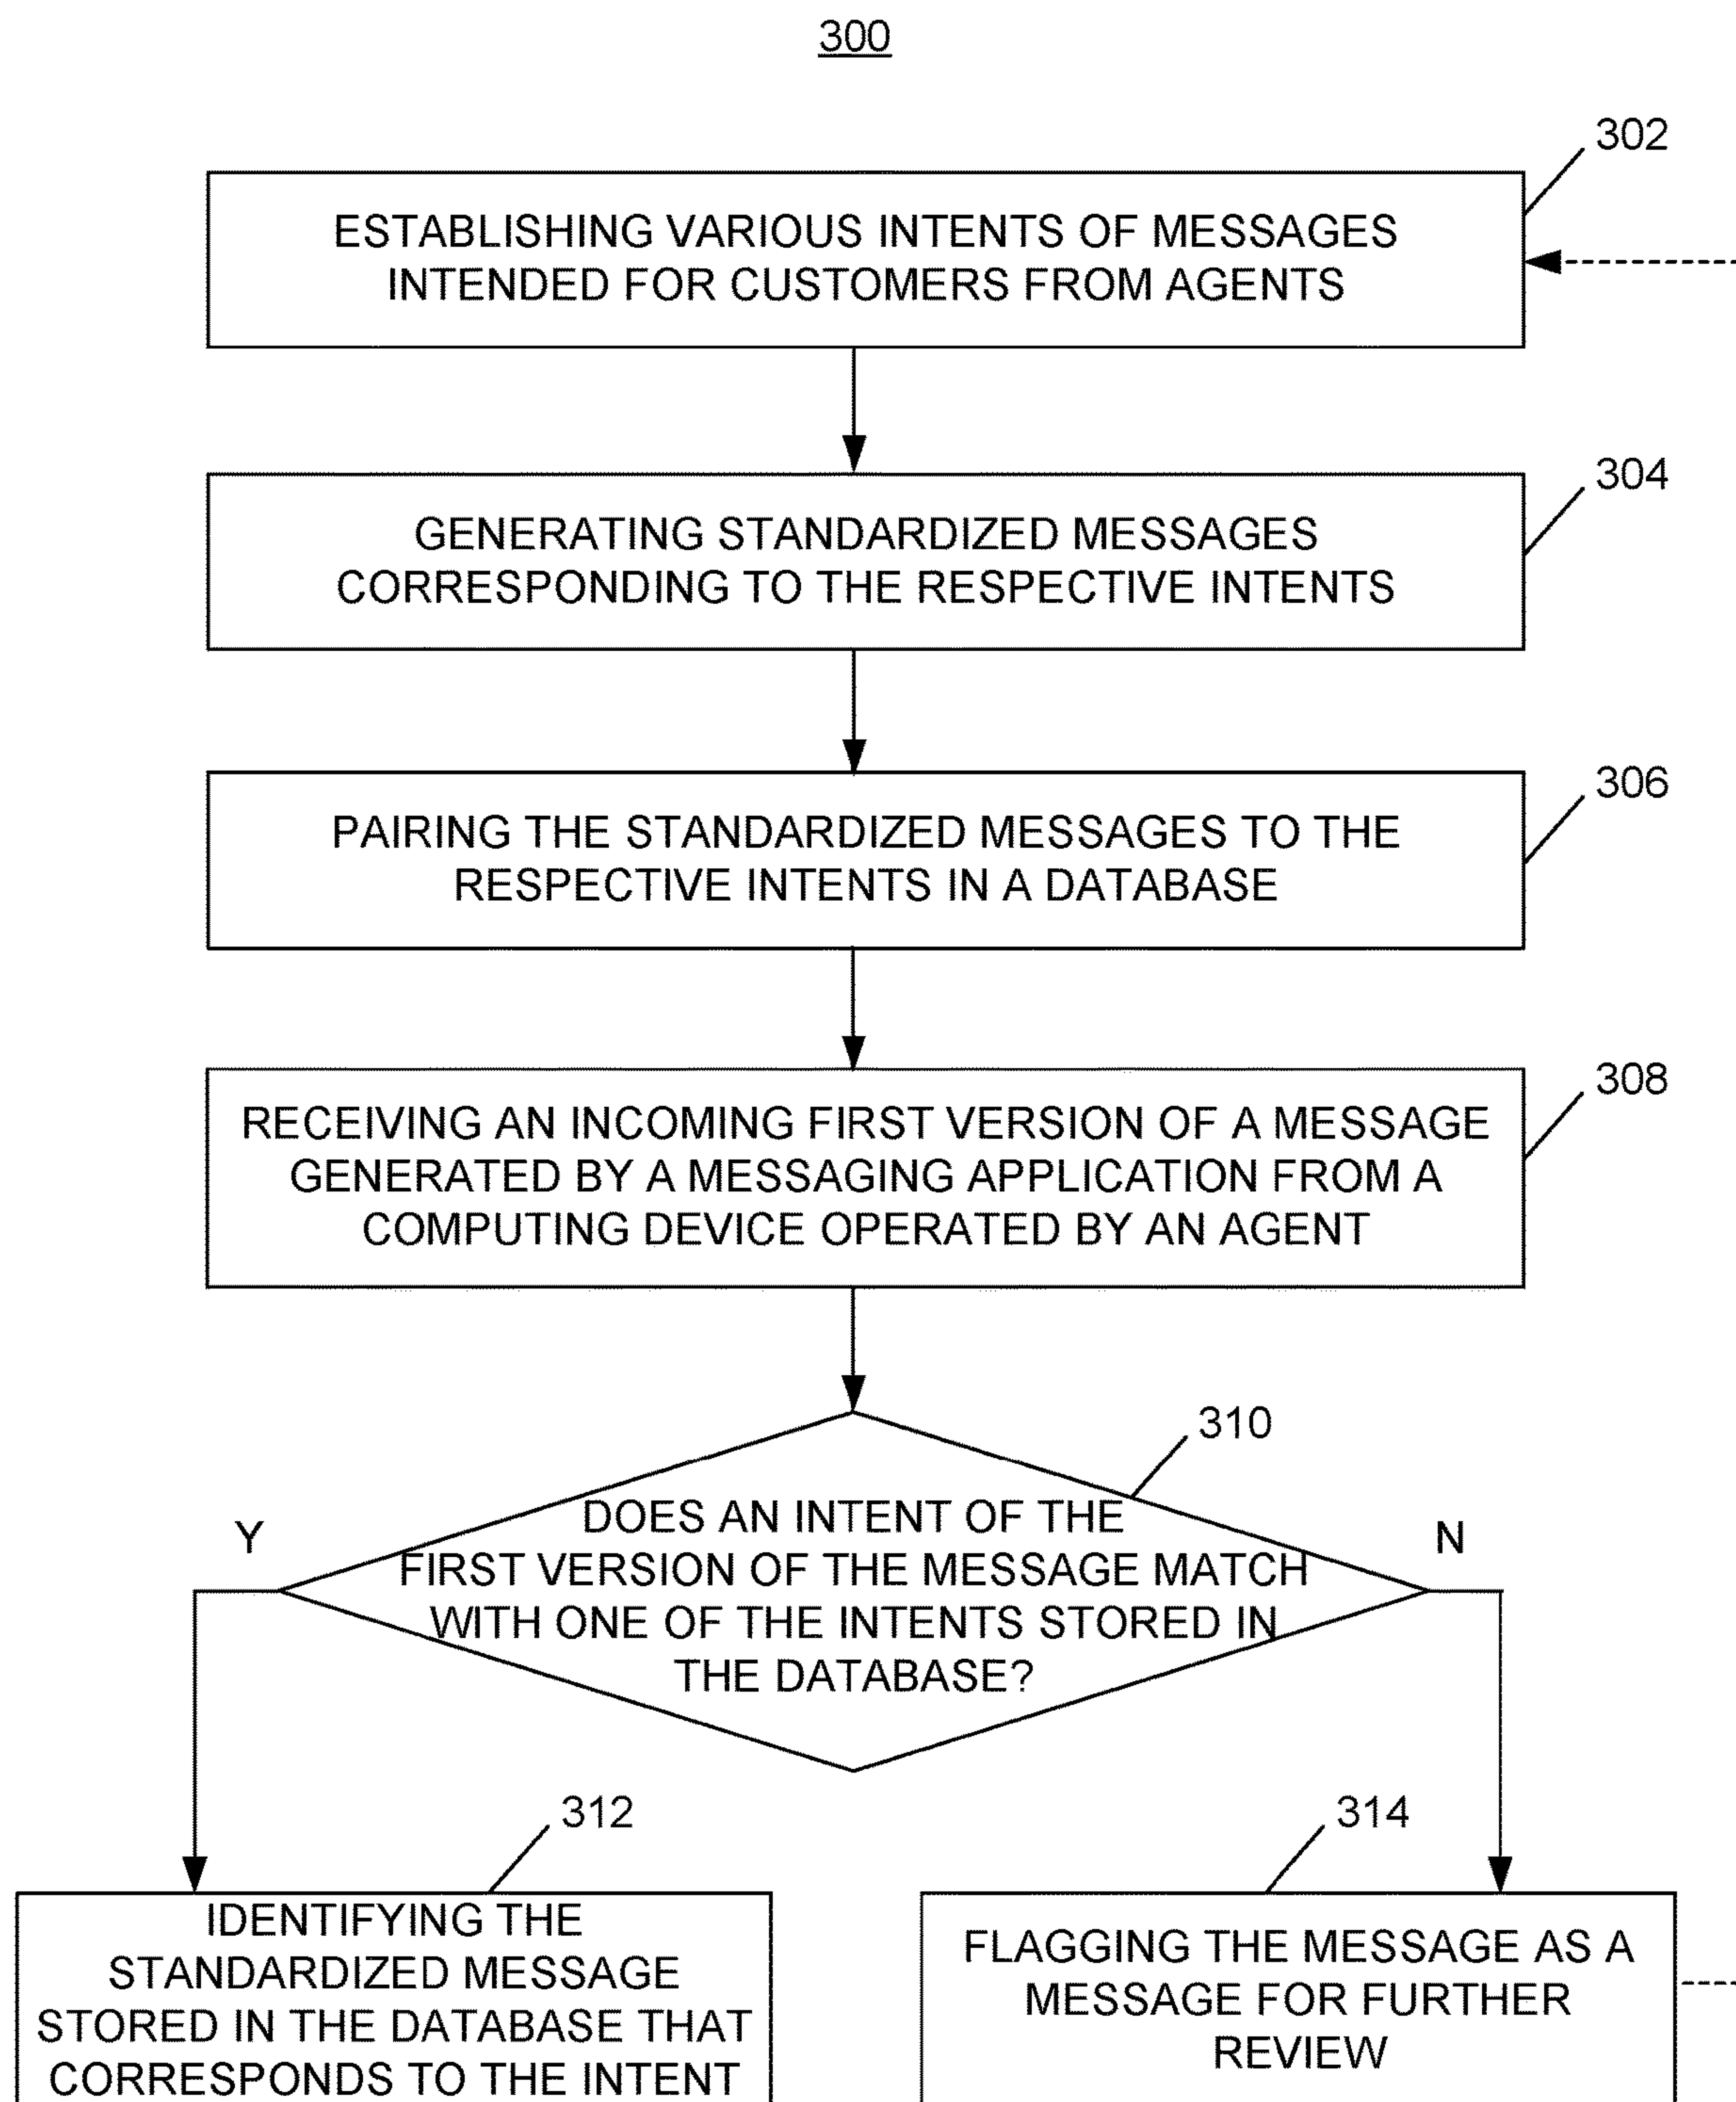 300
302
ESTABLISHING VARIOUS INTENTS OF MESSAGES
INTENDED FOR CUSTOMERS FROM AGENTS
304
GENERATING STANDARDIZED MESSAGES
CORRESPONDING TO THE RESPECTIVE INTENTS
306
PAIRING THE STANDARDIZED MESSAGES TO THE
RESPECTIVE INTENTS IN A DATABASE
308
RECEIVING AN INCOMING FIRST VERSION OF A MESSAGE
GENERATED BY A MESSAGING APPLICATION FROM A
COMPUTING DEVICE OPERATED BY AN AGENT
310
DOES AN INTENT OF THE
FIRST VERSION OF THE MESSAGE MATCH
WITH ONE OF THE INTENTS STORED IN
THE DATABASE?
Y
N
312
IDENTIFYING THE
STANDARDIZED MESSAGE
STORED IN THE DATABASE THAT
CORRESPONDS TO THE INTENT
314
FLAGGING THE MESSAGE AS A
MESSAGE FOR FURTHER
REVIEW